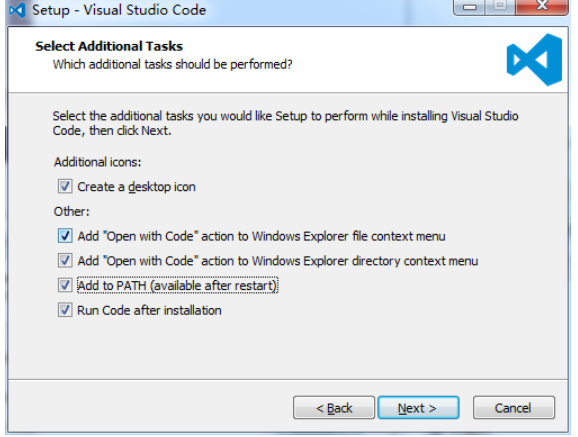 Setup - Visual Studio Code
Select Additional Tasks
Which additional tasks should be performed?
Select the additional tasks you would like Setup to perform while installing Visual Studio
Code, then click Next.
Additional icons:
Create a desktop icon
Other:
Add "Open with Code" action to Windows Explorer file context menu
Add "Open with Code" action to Windows Explorer directory context menu
Add to PATH (available after restart)
Run Code after installation
< Back Next > Cancel